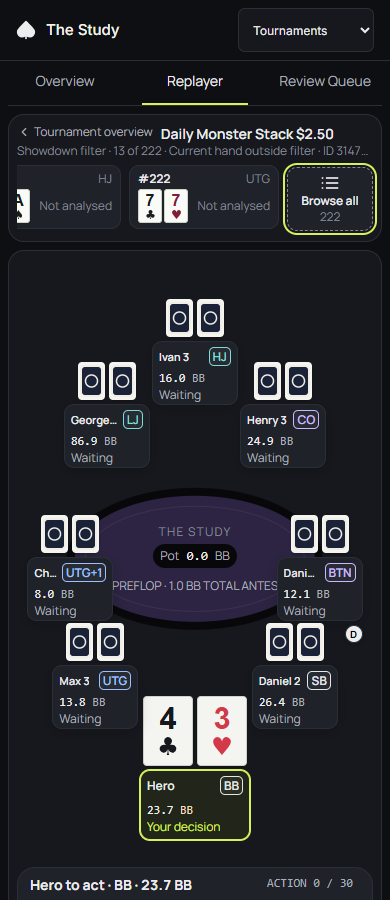 The Study
Tournaments
Overview
Replayer
Review Queue
Tournament overview
Daily Monster Stack $2.50
Showdown filter · 13 of 222 · Current hand outside filter · ID 3147…
A
HJ
Not analysed
#222
UTG
7
7
Not analysed
Browse all
222
Ivan 3
HJ
16.0 BB
Waiting
George…
LJ
86.9 BB
Waiting
Henry 3
CO
24.9 BB
Waiting
THE STUDY
Pot 0.0 BB
PREFLOP · 1.0 BB TOTAL ANTES
Ch…
UTG+1
8.0 BB
Waiting
Dani…
BTN
12.1 BB
Waiting
D
Max 3
UTG
13.8 BB
Waiting
Daniel 2
SB
26.4 BB
Waiting
4
3
Hero
BB
23.7 BB
Your decision
Hero to act · BB · 23.7 BB
ACTION 0 / 30